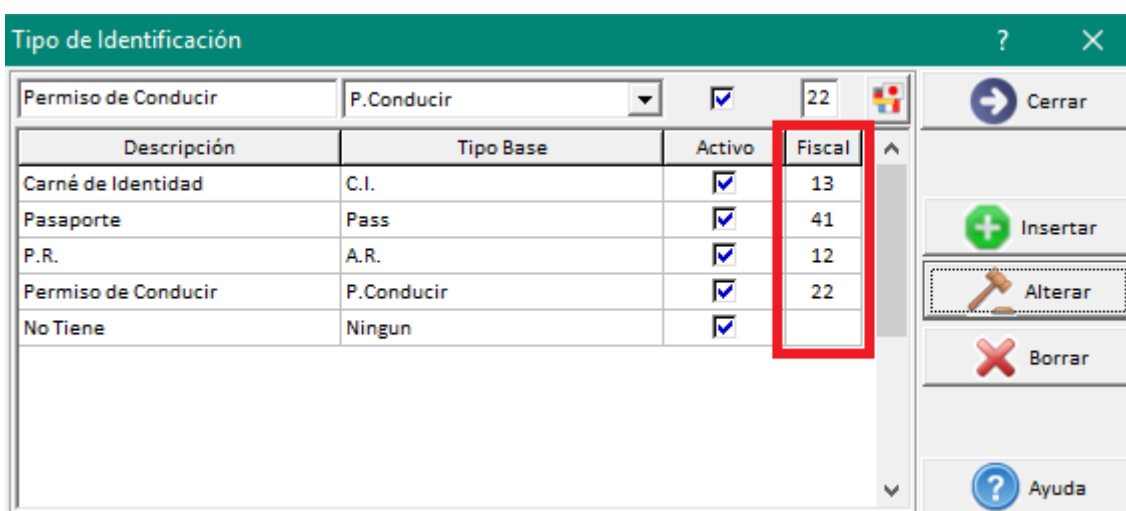 Tipo de Identificación ? X
Permiso de Conducir P.Conducir 22 Cerrar
Descripción Tipo Base Activo Fiscal
Carné de Identidad C.I. 13
Pasaporte Pass 41 Insertar
P.R. A.R. 12
Permiso de Conducir P.Conducir 22 Alterar
No Tiene Ningun
Borrar
? Ayuda